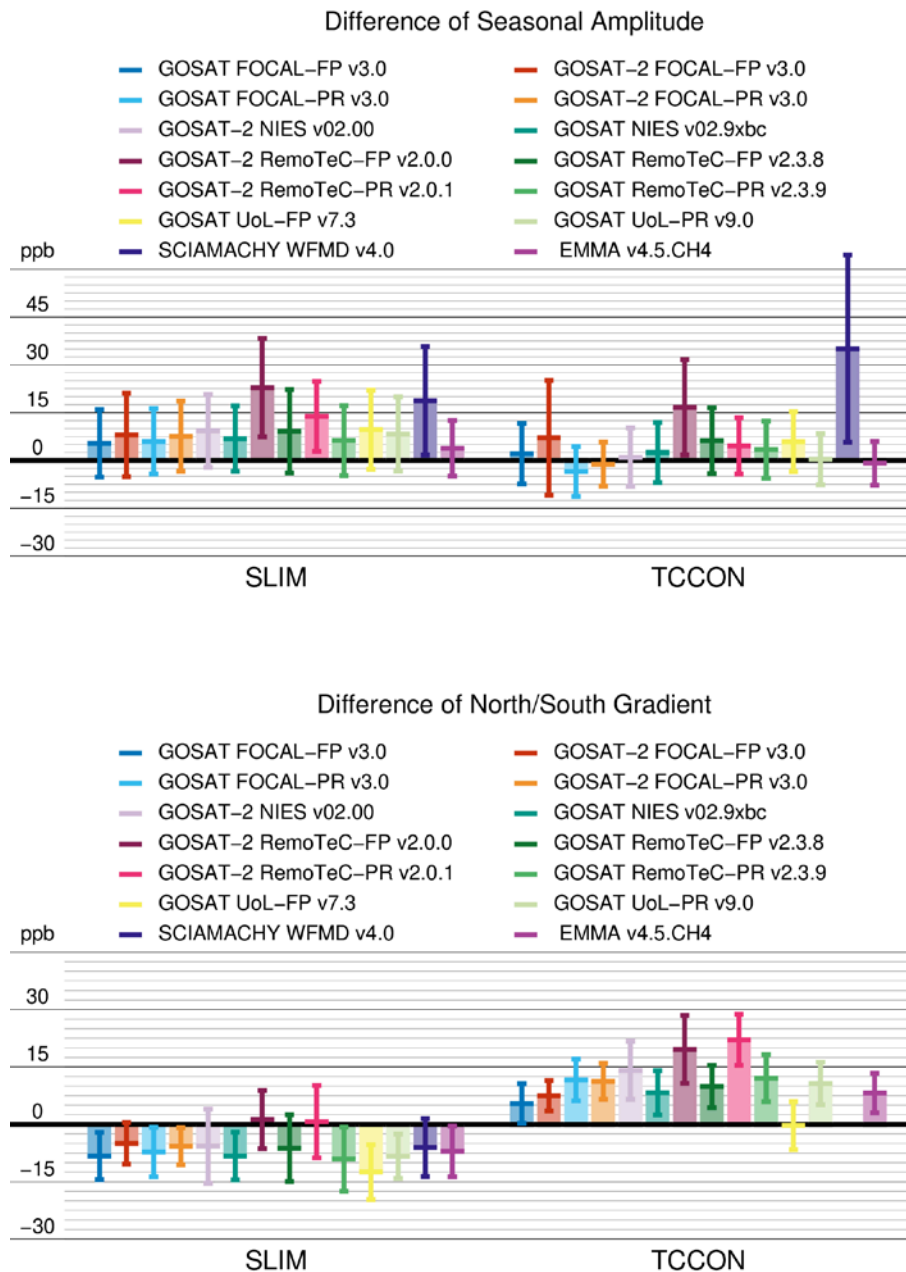 Difference of Seasonal Amplitude
GOSAT FOCAL−FP v3.0
GOSAT−2 FOCAL−FP v3.0
GOSAT FOCAL−PR v3.0
GOSAT−2 FOCAL−PR v3.0
GOSAT−2 NIES v02.00
GOSAT NIES v02.9xbc
GOSAT−2 RemoTeC−FP v2.0.0
GOSAT RemoTeC−FP v2.3.8
GOSAT−2 RemoTeC−PR v2.0.1
GOSAT RemoTeC−PR v2.3.9
GOSAT UoL−FP v7.3
GOSAT UoL−PR v9.0
SCIAMACHY WFMD v4.0
EMMA v4.5.CH4
ppb
45
30
15
0
−15
−30
SLIM
TCCON
Difference of North/South Gradient
GOSAT FOCAL−FP v3.0
GOSAT−2 FOCAL−FP v3.0
GOSAT FOCAL−PR v3.0
GOSAT−2 FOCAL−PR v3.0
GOSAT−2 NIES v02.00
GOSAT NIES v02.9xbc
GOSAT−2 RemoTeC−FP v2.0.0
GOSAT RemoTeC−FP v2.3.8
GOSAT−2 RemoTeC−PR v2.0.1
GOSAT RemoTeC−PR v2.3.9
GOSAT UoL−FP v7.3
GOSAT UoL−PR v9.0
SCIAMACHY WFMD v4.0
EMMA v4.5.CH4
ppb
30
15
0
−15
−30
SLIM
TCCON